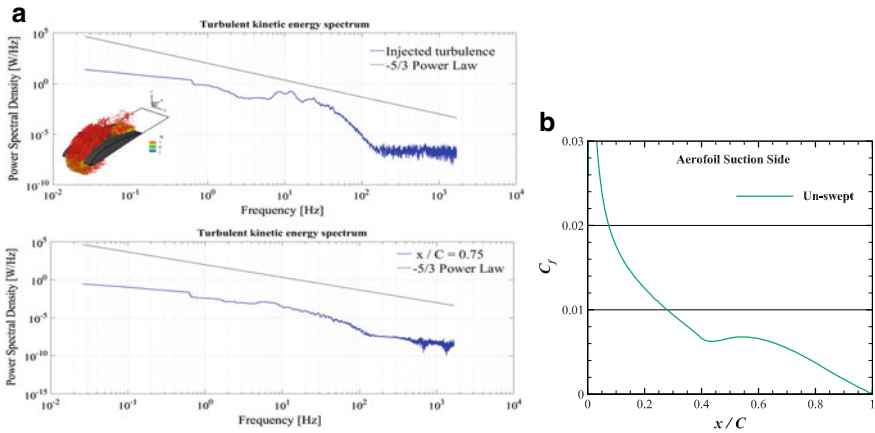 a
Turbulent kinetic energy spectrum
Power Spectral Density [W/Hz]
10^5
10^0
10^-5
10^-10
Injected turbulence
-5/3 Power Law
10^-2 10^-1 10^0 10^1 10^2 10^3 10^4
Frequency [Hz]
Turbulent kinetic energy spectrum
Power Spectral Density [W/Hz]
10^5
10^0
10^-5
10^-10
10^-15
x / C = 0.75
-5/3 Power Law
10^-2 10^-1 10^0 10^1 10^2 10^3 10^4
Frequency [Hz]
b
Aerofoil Suction Side
Un-swept
C_f
0.03
0.02
0.01
0
0 0.2 0.4 0.6 0.8 1
x / C